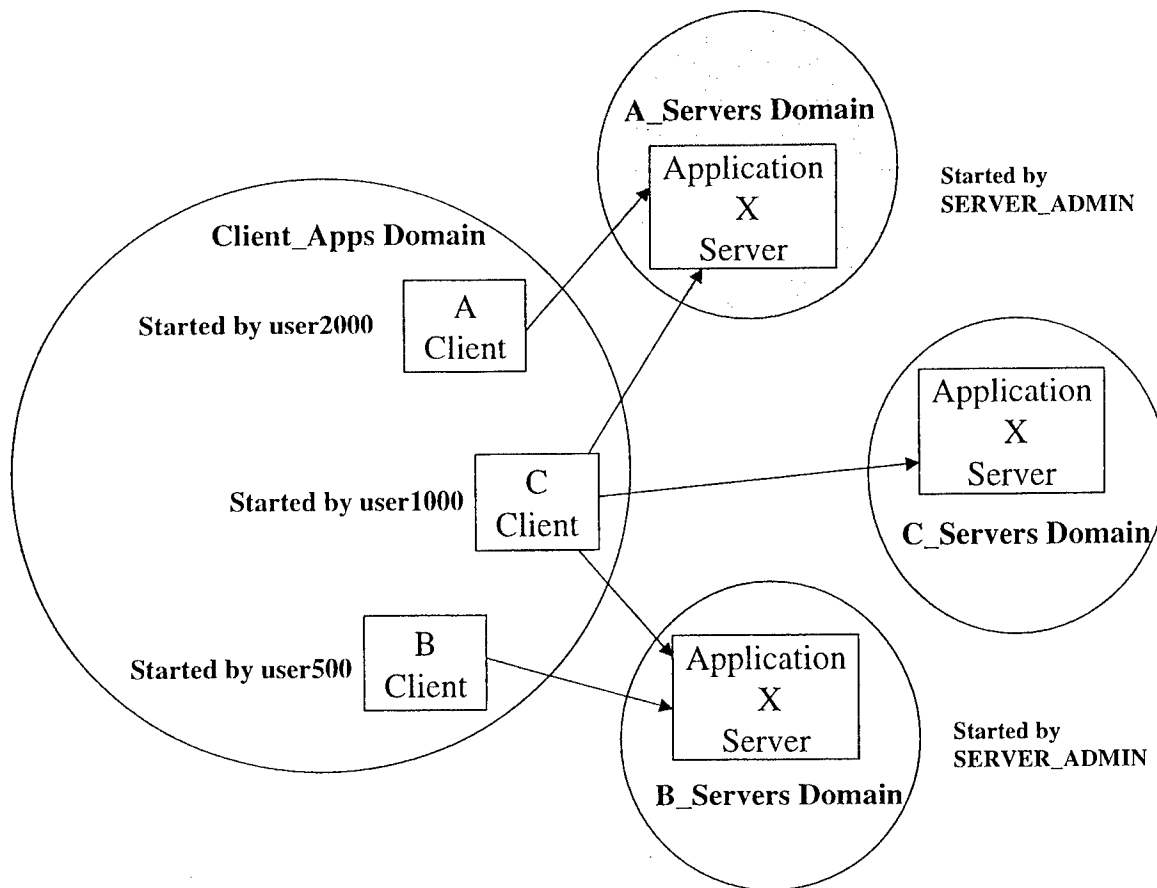 A_Servers Domain
Application
X
Server
Started by
SERVER_ADMIN
Client_Apps Domain
A
Client
Started by user2000
Application
X
Server
C_Servers Domain
C
Client
Started by user1000
B
Client
Started by user500
Application
X
Server
B_Servers Domain
Started by
SERVER_ADMIN